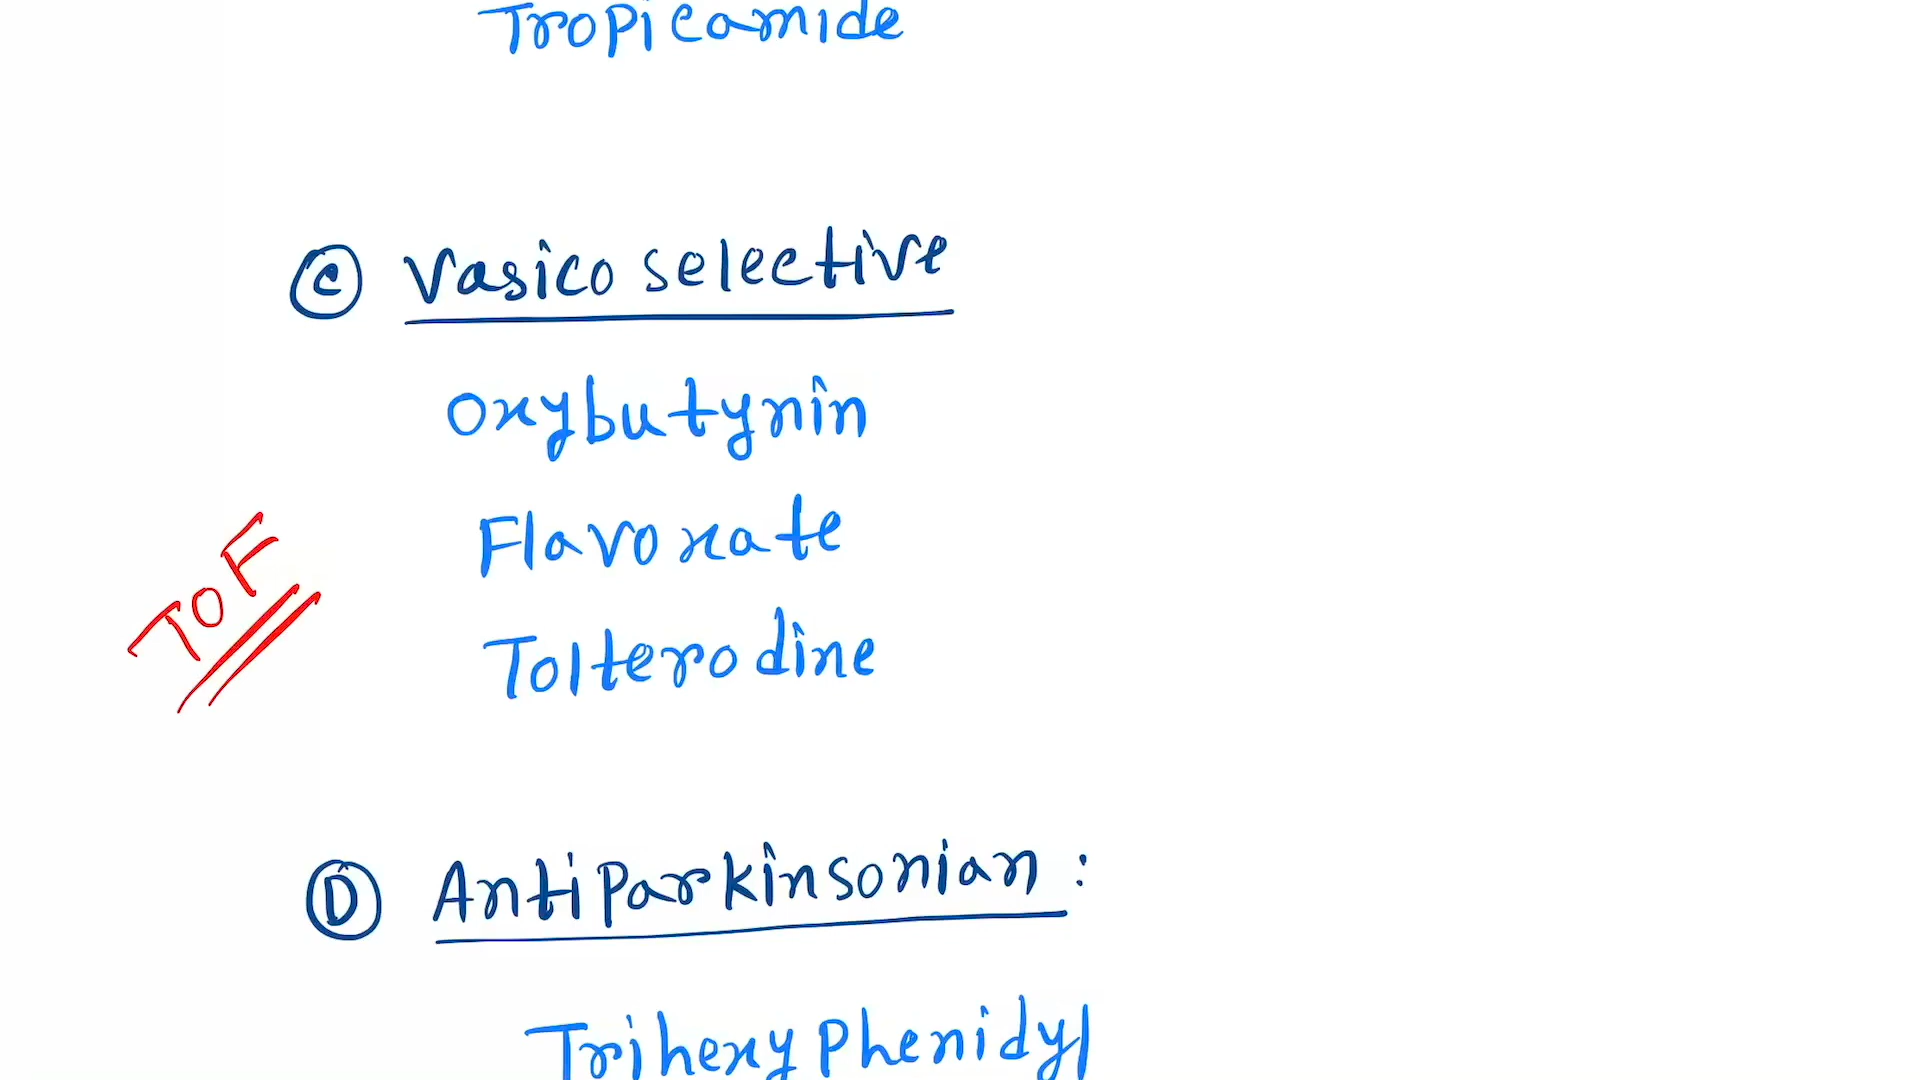 Tropicamide
C Vasico selective
Oxybutynin
Flavoxate
TOF
Tolterodine
D Antiparkinsonian :
Trihexyphenidyl